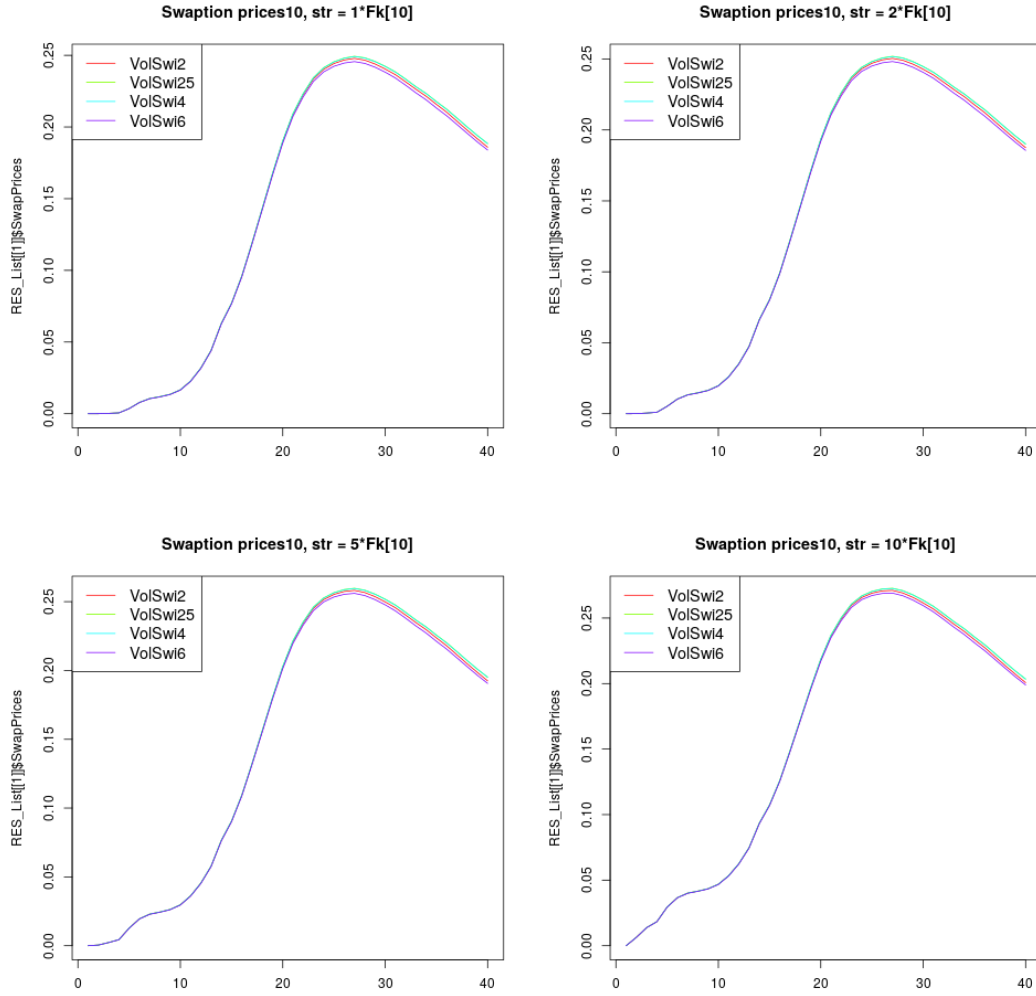 Swaption prices10, str = 1*Fk[10]
RES_List[[1]]$SwapPrices
0.00 0.05 0.10 0.15 0.20 0.25
VolSwi2
VolSwi25
VolSwi4
VolSwi6
0 10 20 30 40
Swaption prices10, str = 2*Fk[10]
RES_List[[1]]$SwapPrices
0.00 0.05 0.10 0.15 0.20 0.25
VolSwi2
VolSwi25
VolSwi4
VolSwi6
0 10 20 30 40
Swaption prices10, str = 5*Fk[10]
RES_List[[1]]$SwapPrices
0.00 0.05 0.10 0.15 0.20 0.25
VolSwi2
VolSwi25
VolSwi4
VolSwi6
0 10 20 30 40
Swaption prices10, str = 10*Fk[10]
RES_List[[1]]$SwapPrices
0.00 0.05 0.10 0.15 0.20 0.25
VolSwi2
VolSwi25
VolSwi4
VolSwi6
0 10 20 30 40